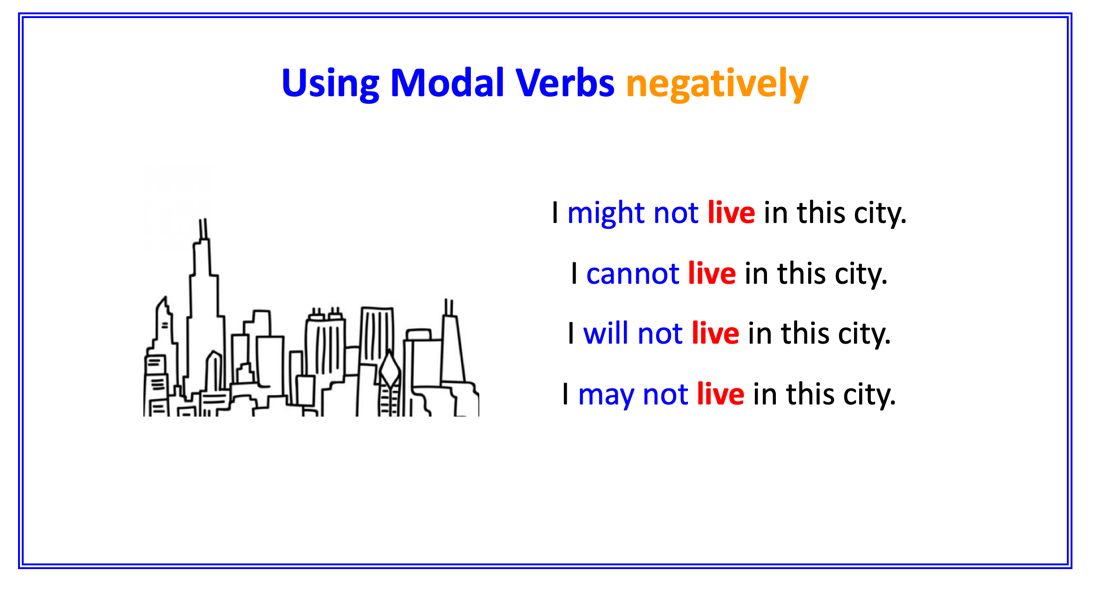 Using Modal Verbs negatively
I might not live in this city.
I cannot live in this city.
I will not live in this city.
I may not live in this city.